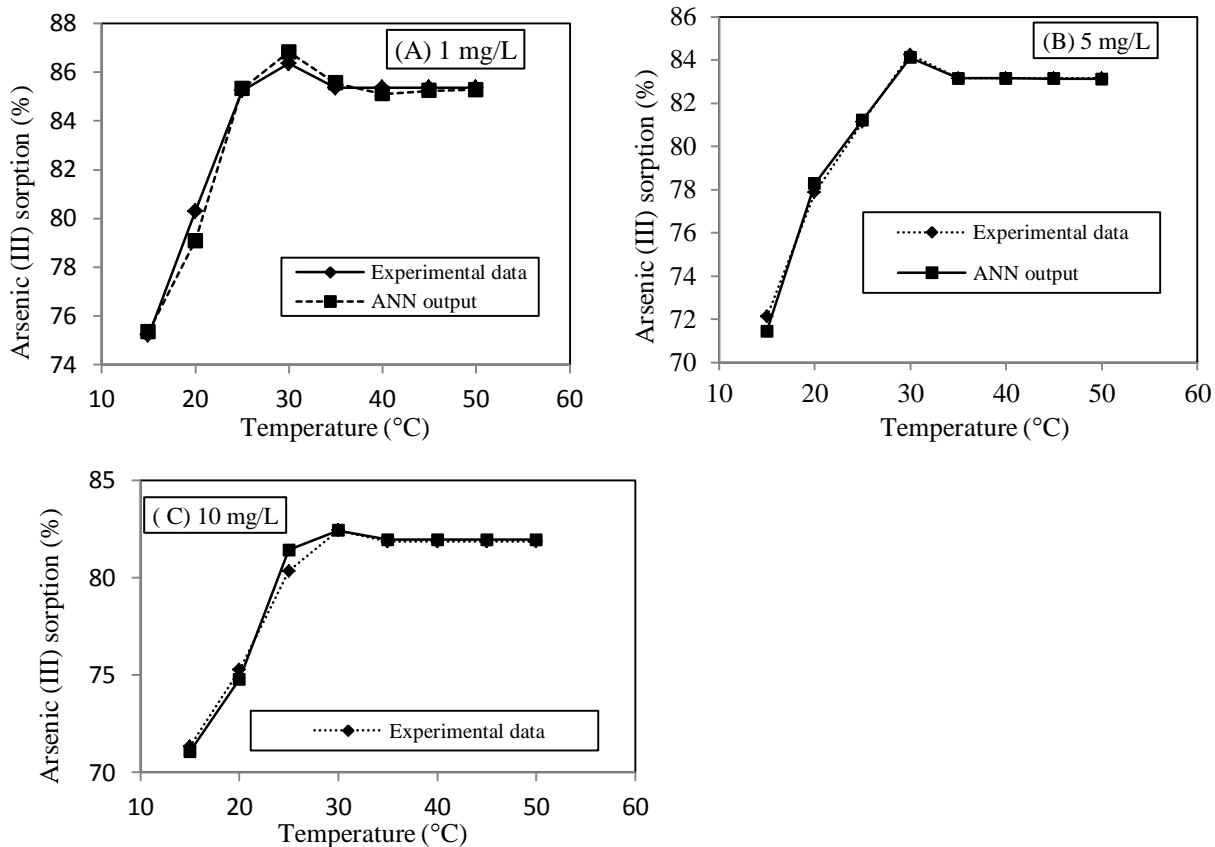 (A) 1 mg/L
Arsenic (III) sorption (%)
88
86
84
82
80
78
76
74
Experimental data
ANN output
10 20 30 40 50 60
Temperature (°C)
(B) 5 mg/L
Arsenic (III) sorption (%)
86
84
82
80
78
76
74
72
70
Experimental data
ANN output
10 20 30 40 50 60
Temperature (°C)
( C) 10 mg/L
Arsenic (III) sorption (%)
85
80
75
70
Experimental data
10 20 30 40 50 60
Temperature (°C)